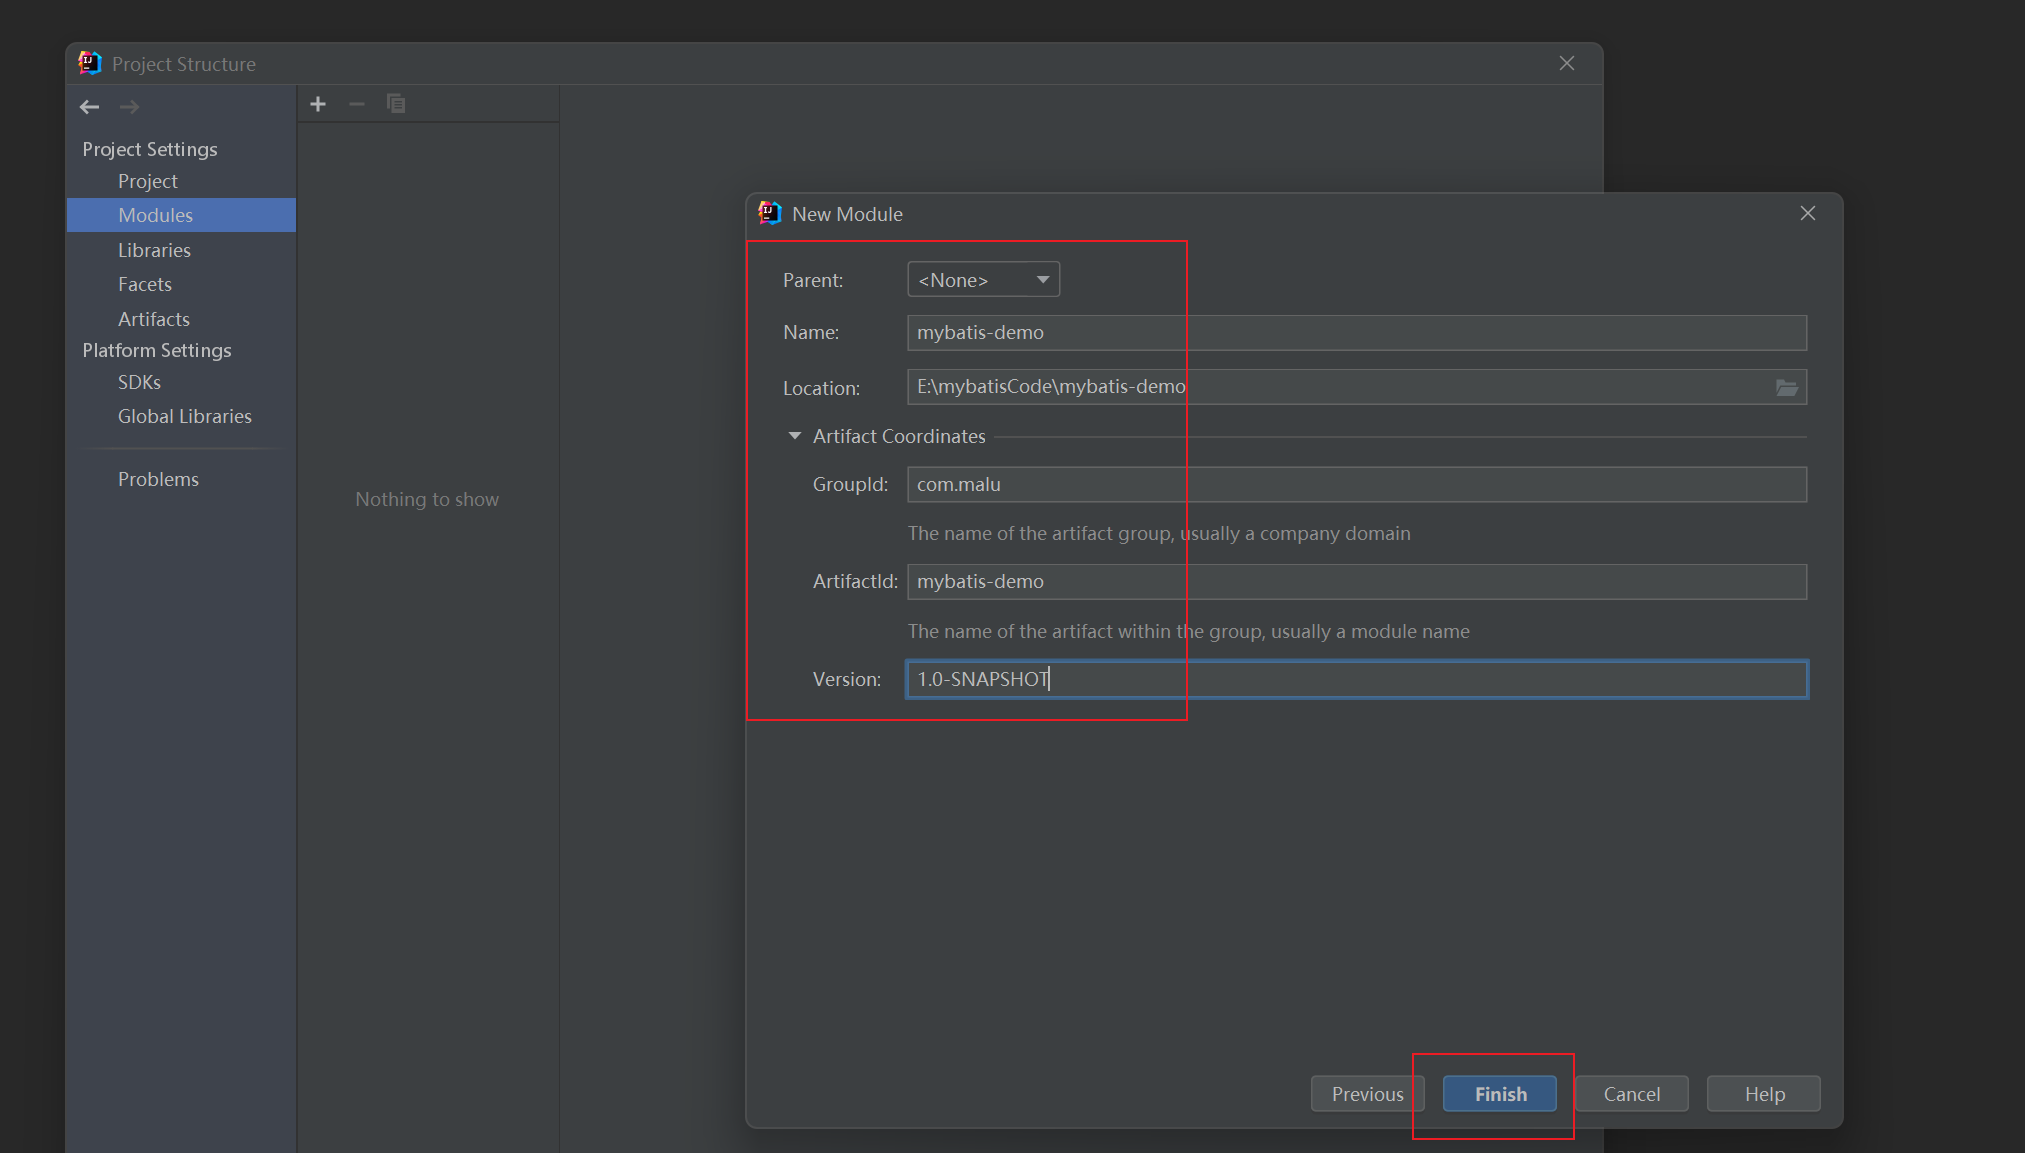 Project Structure
Project Settings
Project
Modules
Libraries
Facets
Artifacts
Platform Settings
SDKs
Global Libraries
Problems
Nothing to show
New Module
Parent: <None>
Name: mybatis-demo
Location: E:\mybatisCode\mybatis-demo
Artifact Coordinates
GroupId: com.malu
The name of the artifact group, usually a company domain
ArtifactId: mybatis-demo
The name of the artifact within the group, usually a module name
Version: 1.0-SNAPSHOT
Previous Finish Cancel Help